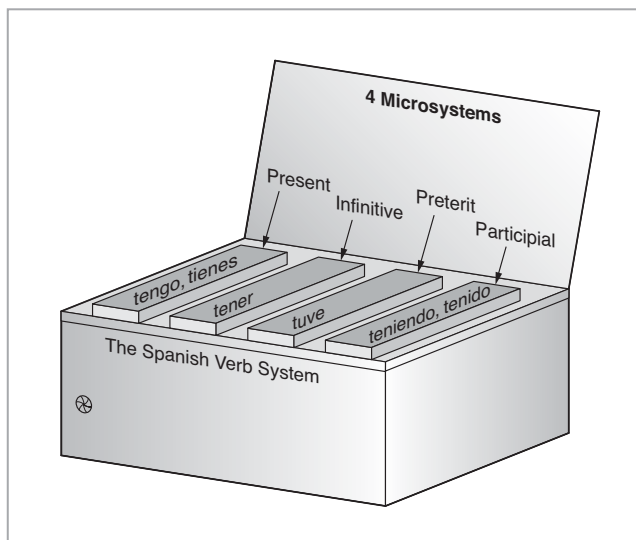 4 Microsystems
Present
Infinitive
Preterit
Participial
tengo, tienes
tener
tuve
teniendo, tenido
The Spanish Verb System